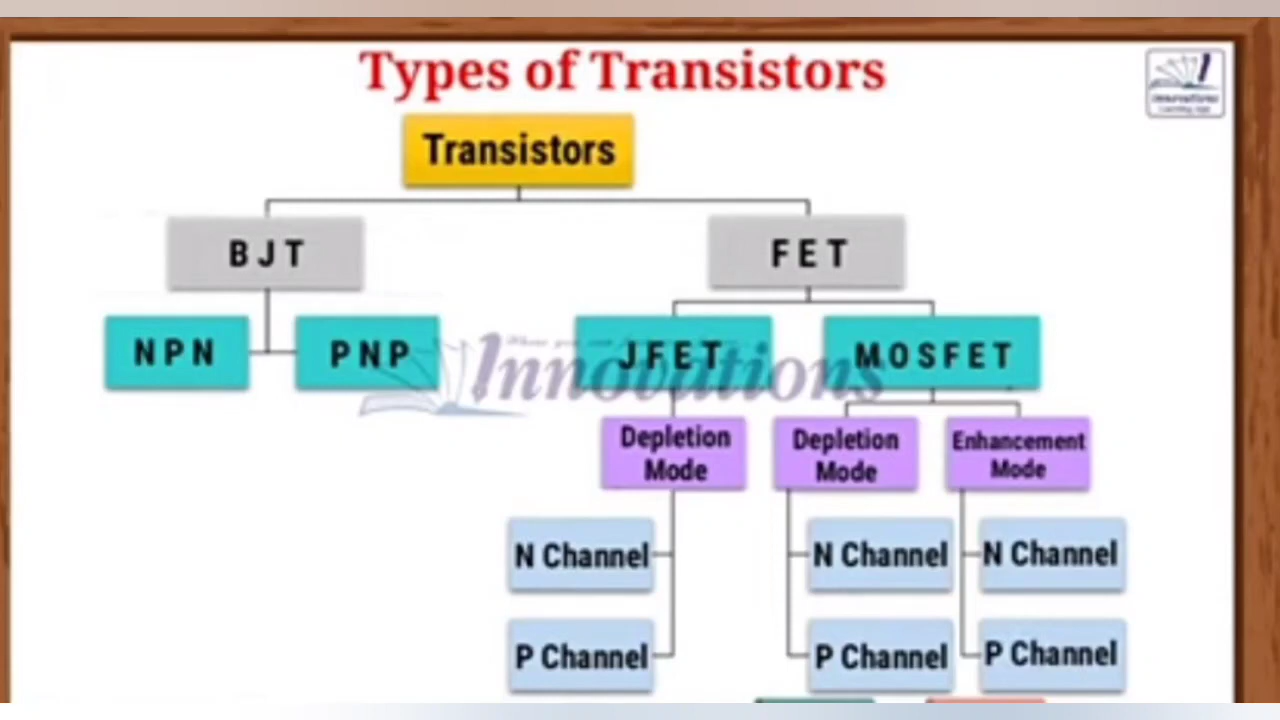 Types of Transistors
Transistors
BJT
FET
NPN
PNP
JFET
MOSFET
Innovations
Depletion
Mode
Depletion
Mode
Enhancement
Mode
N Channel
N Channel
N Channel
P Channel
P Channel
P Channel